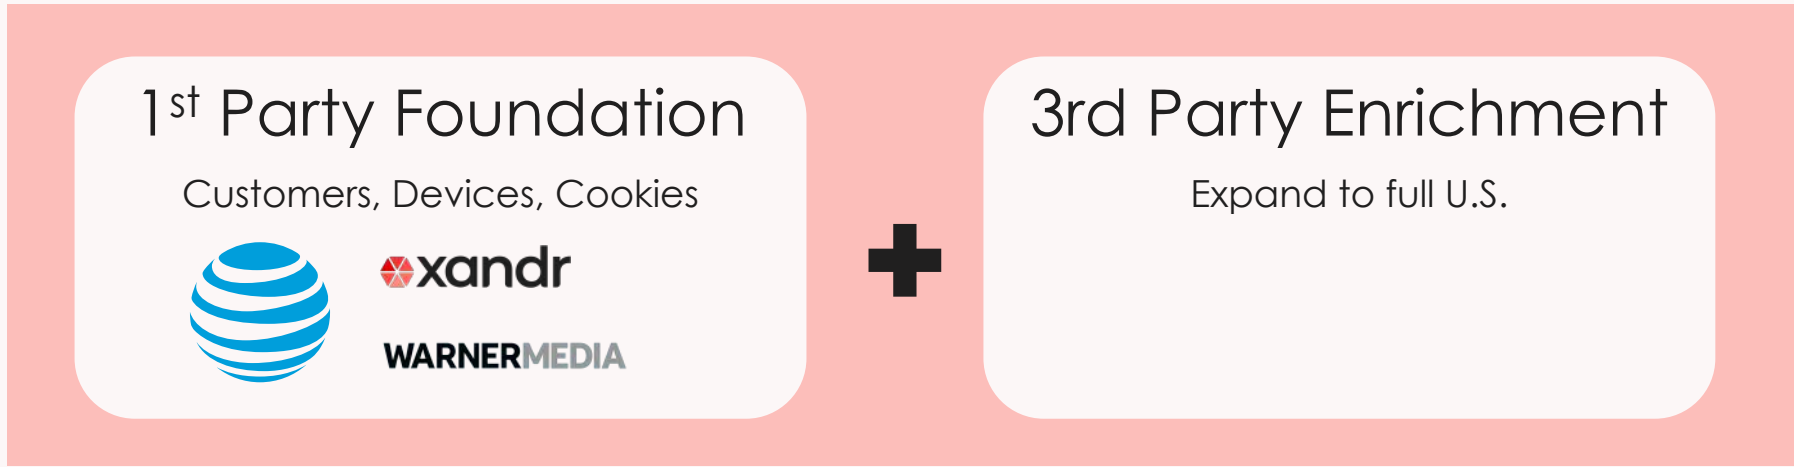 1st Party Foundation
Customers, Devices, Cookies
xandr
WARNERMEDIA
3rd Party Enrichment
Expand to full U.S.